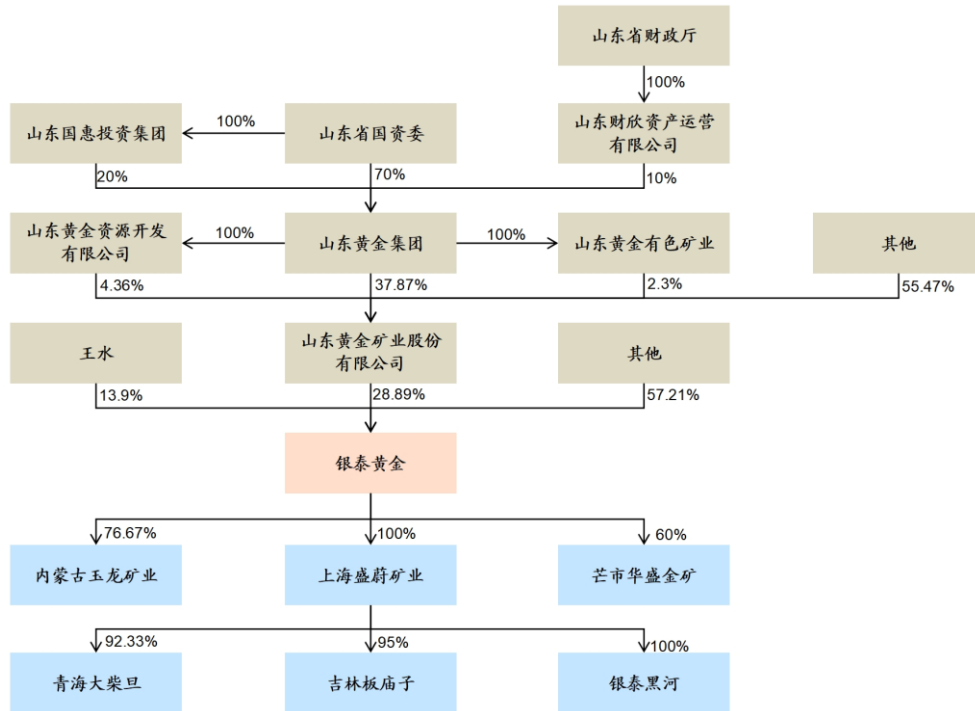 山东省财政厅
100%
山东国惠投资集团
100%
山东省国资委
山东财欣资产运营
有限公司
20%
70%
10%
山东黄金资源开发
有限公司
100%
山东黄金集团
100%
山东黄金有色矿业
其他
4.36%
37.87%
2.3%
55.47%
王水
山东黄金矿业股份
有限公司
其他
13.9%
28.89%
57.21%
银泰黄金
76.67%
100%
60%
内蒙古玉龙矿业
上海盛蔚矿业
芒市华盛金矿
92.33%
95%
100%
青海大柴旦
吉林板庙子
银泰黑河